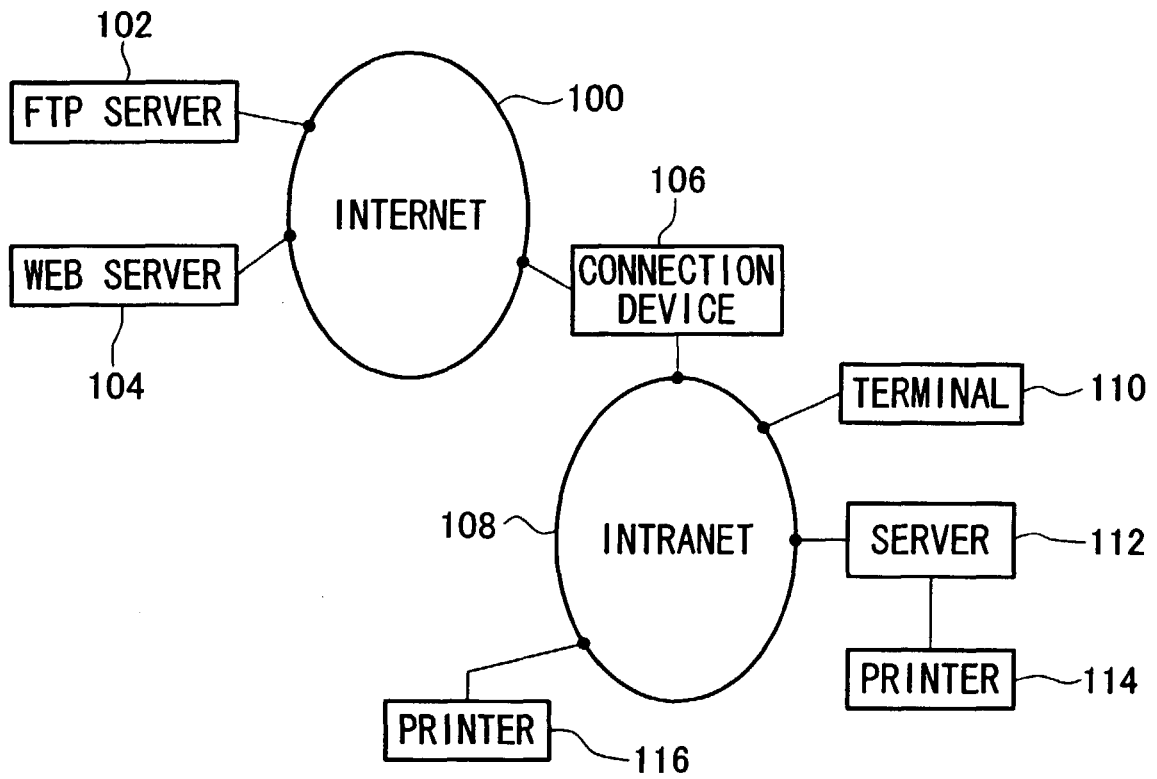 102
FTP SERVER
100
INTERNET
WEB SERVER
104
106
CONNECTION
DEVICE
TERMINAL
110
108
INTRANET
SERVER
112
PRINTER
114
PRINTER
116